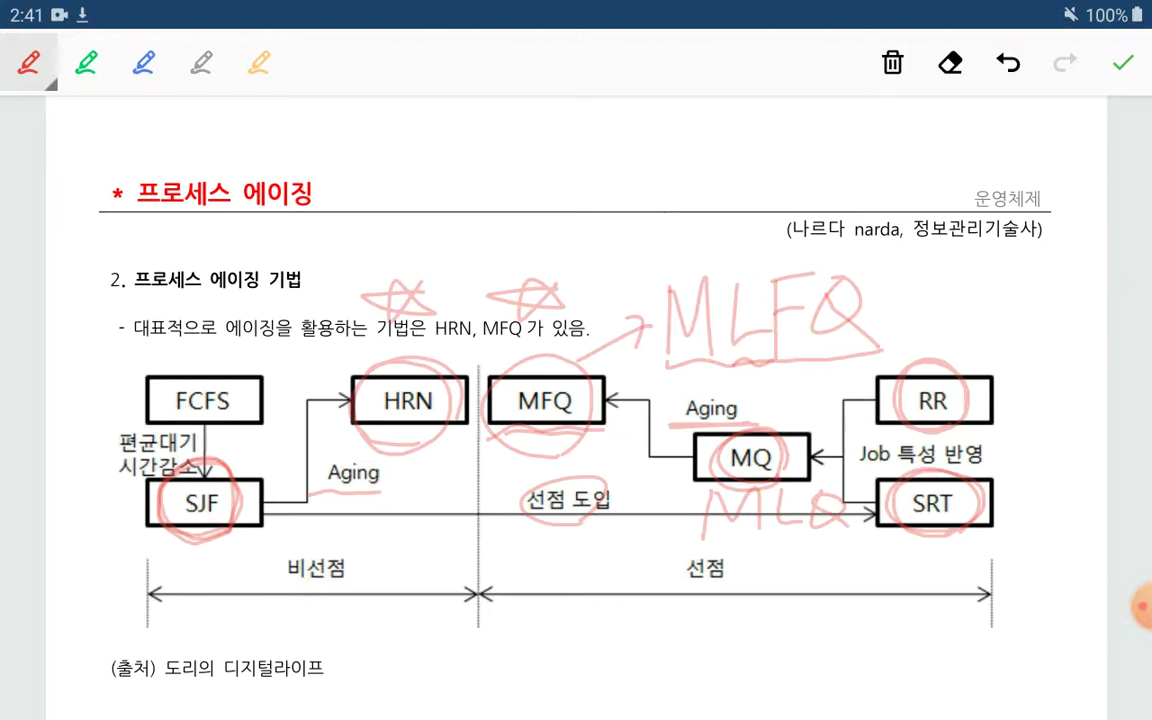 2:41
100%
* 프로세스 에이징
운영체제
(나르다 narda, 정보관리기술사)
2. 프로세스 에이징 기법
- 대표적으로 에이징을 활용하는 기법은 HRN, MFQ가 있음.
MLFQ
FCFS
HRN
MFQ
Aging
RR
편균대기
시간감소
MQ
Job 특성 반영
Aging
SJF
선점 도입
MLQ
SRT
비선점
선점
(출처) 도리의 디지털라이프